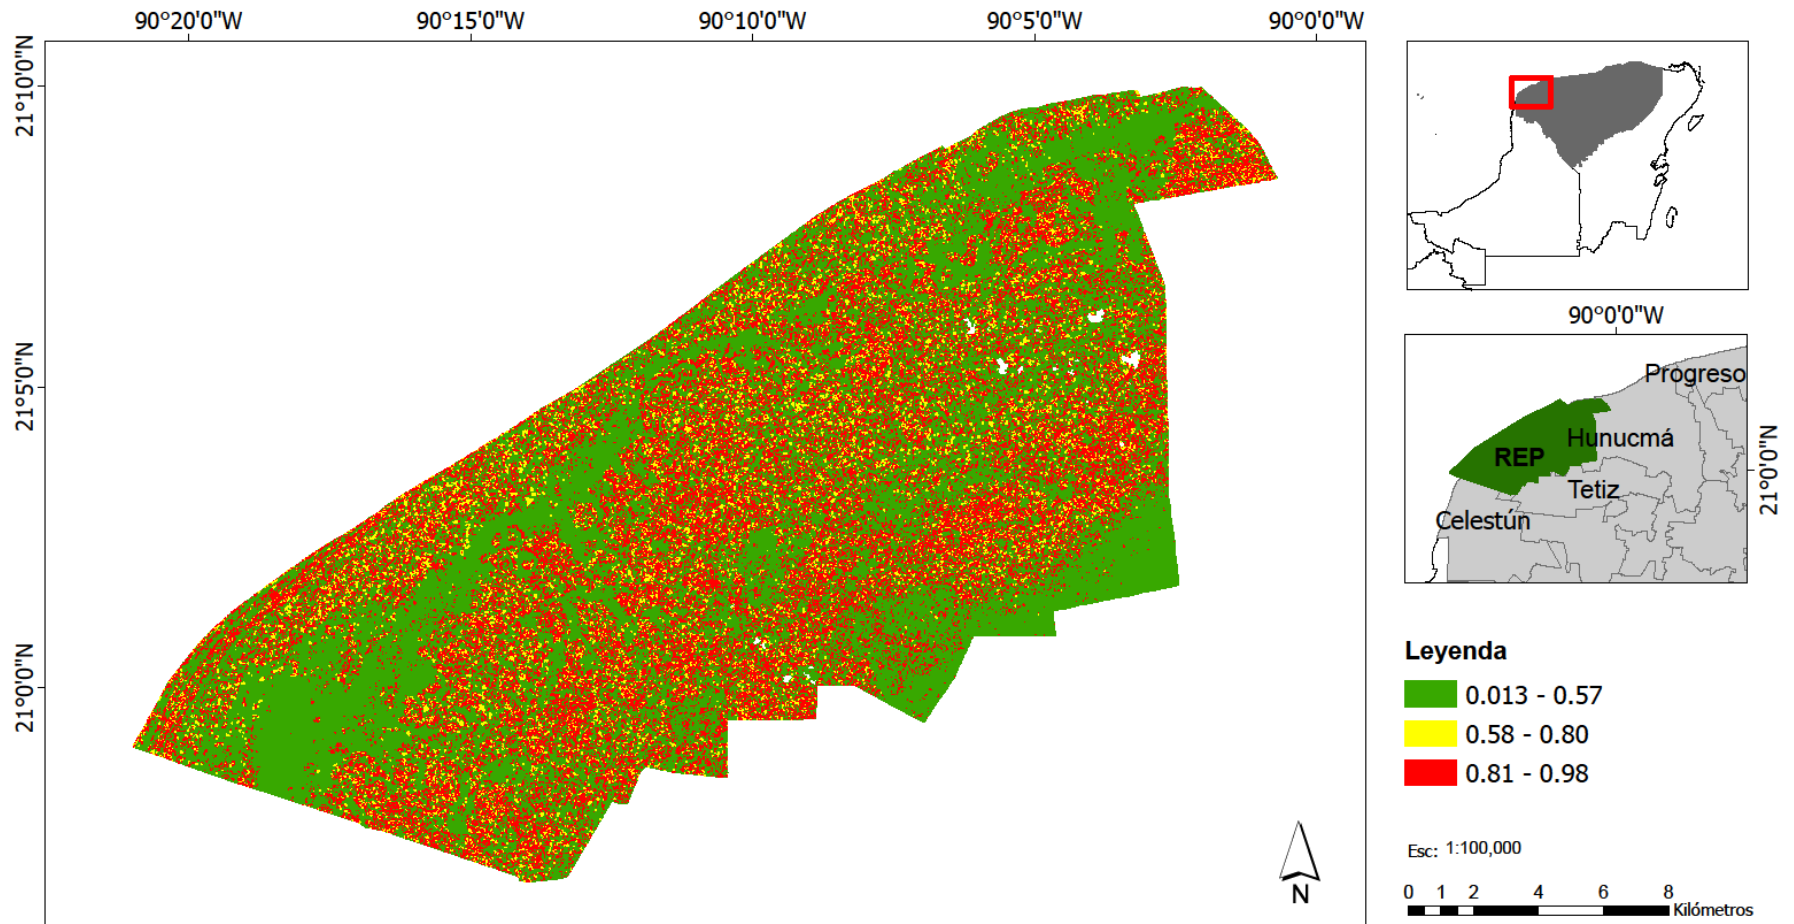 90°20'0"W 90°15'0"W 90°10'0"W 90°5'0"W 90°0'0"W
21°10'0"N
21°5'0"N
21°0'0"N
90°0'0"W
Progreso
Hunucmá
REP
Tetiz
Celestún
21°0'0"N
Leyenda
0.013 - 0.57
0.58 - 0.80
0.81 - 0.98
Esc: 1:100,000
N
0 1 2 4 6 8
Kilómetros